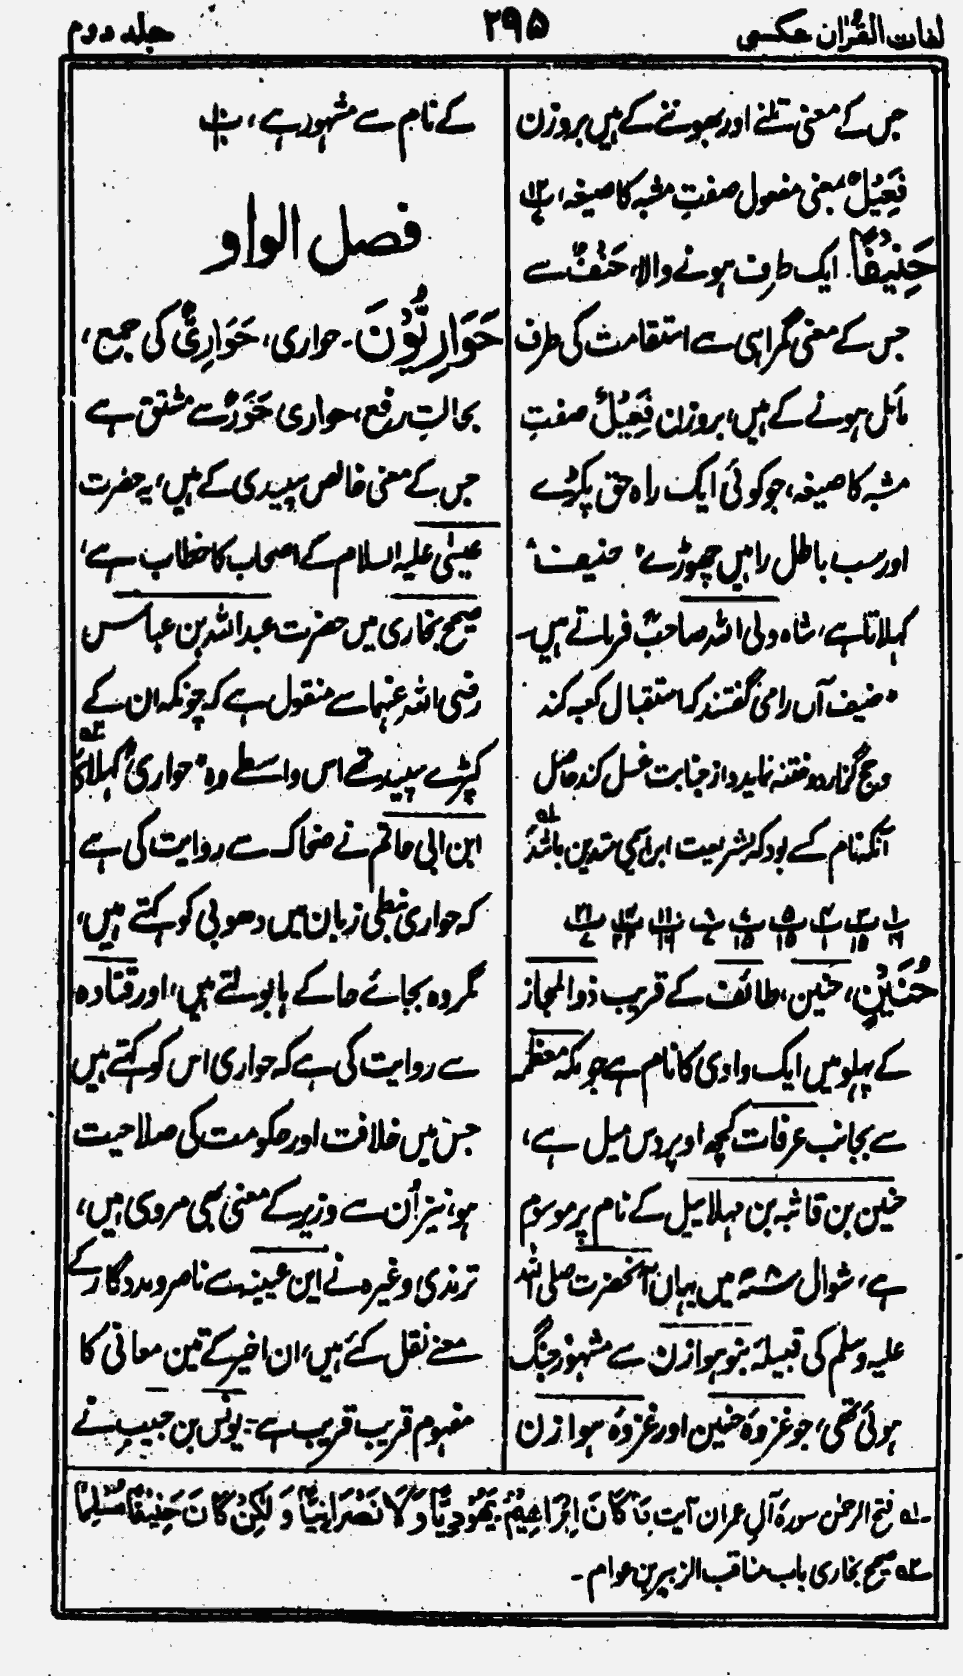 لغات القرآن عکسی
۲۹۵
جلد دوم
جس کے معنی تلنے اور بھوننے کے ہیں بروزن
فَعِیْلٌ بمعنی مفعول صفتِ مشبہ کا صیغہ،
حَنِیْفًا۔ ایک طرف ہونے والا، حَنَفٌ سے
جس کے معنی گمراہی سے استقامت کی طرف
مائل ہونے کے ہیں، بروزن فَعِیْلٌ صفتِ
مشبہ کا صیغہ، جو کوئی ایک راہ حق پکڑے
اور سب باطل راہیں چھوڑے "حنیف"
کہلاتا ہے، شاہ ولی اللہ صاحبؒ فرماتے ہیں۔
"حنیف آں را می گفتند کہ استقبال کعبہ کند
و حج گزارد و ختنہ نماید و از جنابت غسل کند حاصل
آنکہ نام کسے بود کہ بشریعت ابراہیمی متدین باشد"
حُنَیْنٍ، حنین، طائف کے قریب ذوالمجاز
کے پہلو میں ایک وادی کا نام ہے جو مکہ معظمہ
سے بجانب عرفات کچھ اوپر دس میل ہے،
حنین بن قانثہ بن مہلائیل کے نام پر موسوم
ہے، شوال ۸ھ میں یہاں آنحضرت صلی اللہ
علیہ وسلم کی قبیلہ بنو ہوازن سے مشہور جنگ
ہوئی تھی، جو غزوۂ حنین اور غزوۂ ہوازن
کے نام سے مشہور ہے،
فصل الواو
حَوَارِیُّوْنَ۔ حواری، حَوَارِیٌّ کی جمع،
بحالتِ رفع، حواری حَوَرٌ سے مشتق ہے
جس کے معنی خالص سپیدی کے ہیں، یہ حضرت
عیسٰی علیہ السلام کے اصحاب کا خطاب ہے،
صحیح بخاری میں حضرت عبداللہ بن عباس
رضی اللہ عنہما سے منقول ہے کہ چونکہ ان کے
کپڑے سپید تھے اس واسطے وہ "حواری" کہلائے
ابن ابی حاتم نے ضحاک سے روایت کی ہے
کہ حواری نبطی زبان میں دھوبی کو کہتے ہیں،
مگر وہ بجائے حا کے ہا بولتے ہیں، اور قتادہ
سے روایت کی ہے کہ حواری اس کو کہتے ہیں
جس میں خلافت اور حکومت کی صلاحیت
ہو، نیز اُن سے وزیر کے معنی بھی مروی ہیں،
ترمذی وغیرہ نے ابن عیینہ سے ناصر و مددگار کے
معنے نقل کئے ہیں، ان اخیر کے تین معانی کا
مفہوم قریب قریب ہے۔ یونس بن حبیب نے
۱ فتح الرحمٰن سورۃ آلِ عمران آیت مَا کَانَ اِبْرَاهِیْمُ یَهُوْدِیًّا وَّلَا نَصْرَانِیًّا وَّلٰکِنْ کَانَ حَنِیْفًا مُّسْلِمًا
۲ صحیح بخاری باب مناقب الزبیر بن عوام۔